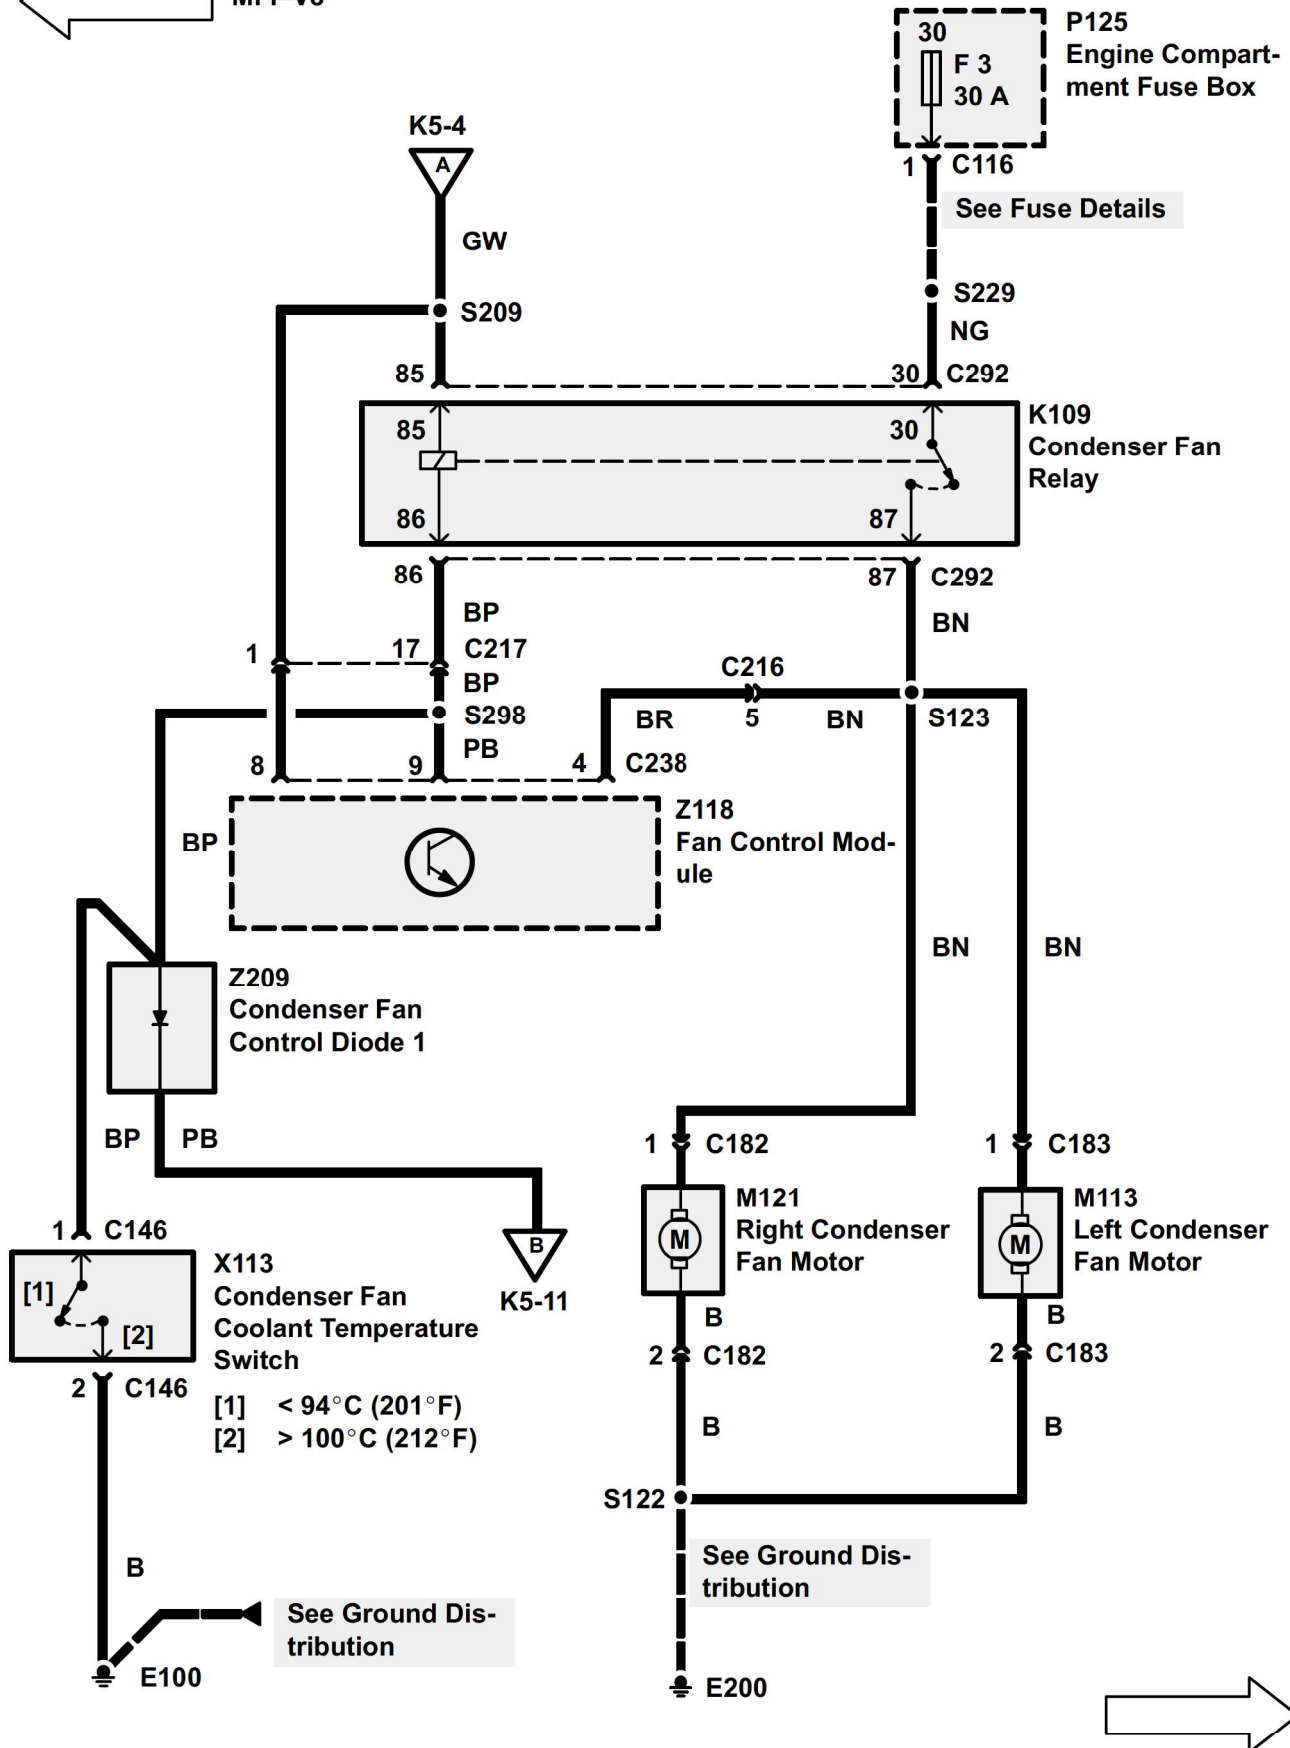 P125
30
Engine Compart-
F 3
ment Fuse Box
30 A
K5-4
A
1 C116
See Fuse Details
GW
S229
S209
NG
85
30 C292
K109
85
30
Condenser Fan
Relay
86
87
86
87 C292
BP
BN
1
17 C217
C216
BP
S298
BR
5
BN
S123
PB
8
9
4 C238
Z118
Fan Control Mod-
ule
BP
BN
BN
Z209
Condenser Fan
Control Diode 1
BP
PB
1 C182
1 C183
M121
Right Condenser
Fan Motor
M
M113
Left Condenser
Fan Motor
M
1 C146
B
K5-11
X113
Condenser Fan
Coolant Temperature
Switch
[1]
[2]
B
B
2 C182
2 C183
2 C146
[1] < 94°C (201°F)
[2] > 100°C (212°F)
B
B
S122
See Ground Dis-
tribution
B
See Ground Dis-
tribution
E100
E200